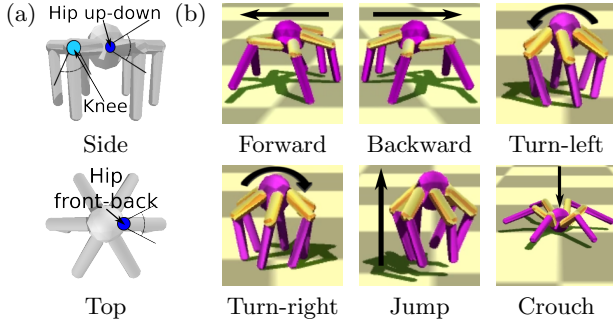 (a)
Hip up-down
Knee
Side
Hip
front-back
Top
(b)
Forward
Backward
Turn-left
Turn-right
Jump
Crouch